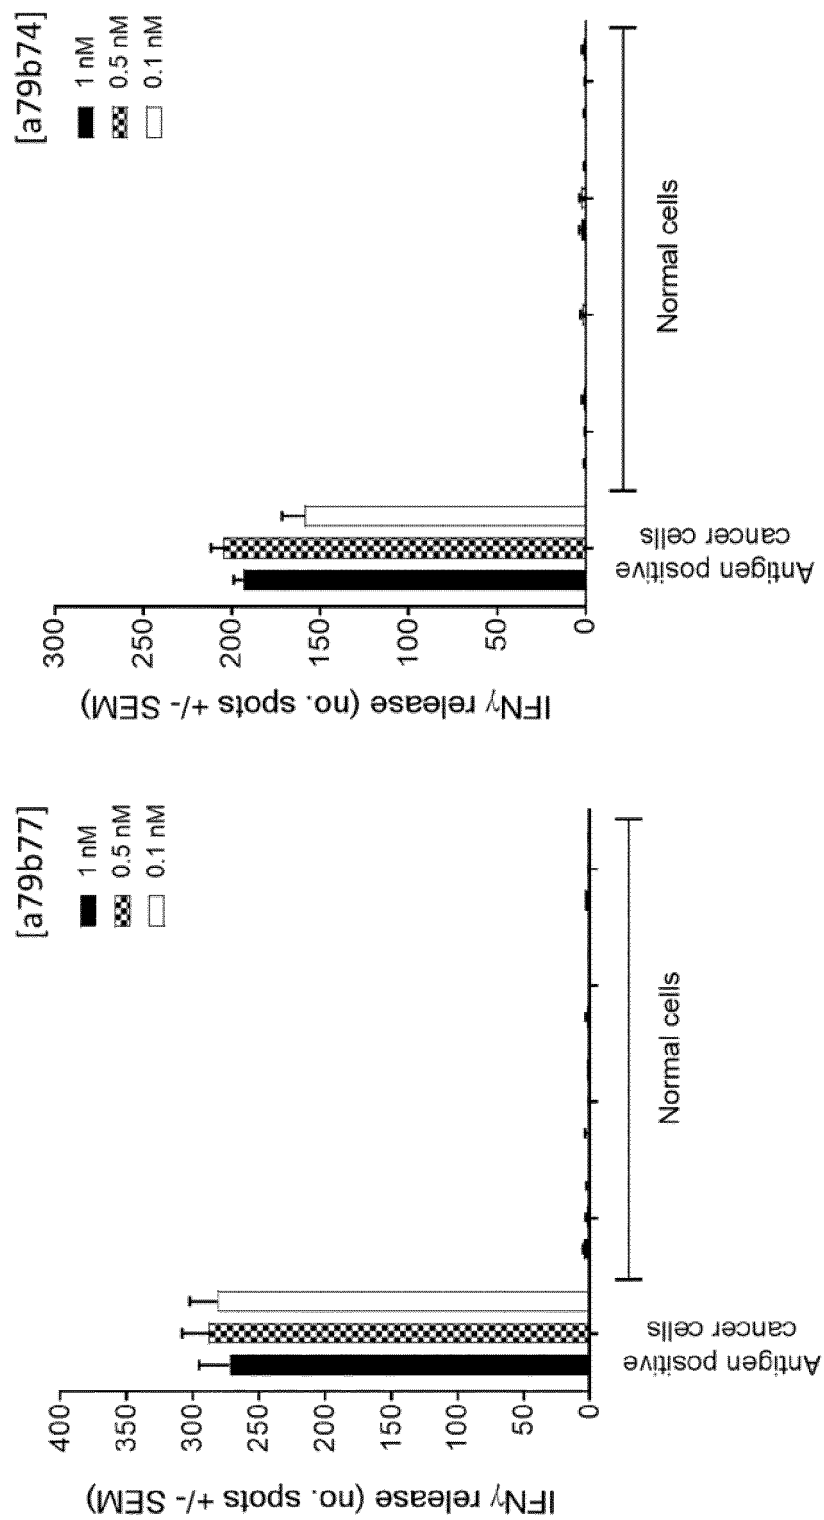 [a79b77]
1 nM
0.5 nM
0.1 nM
IFNγ release (no. spots +/- SEM)
400
350
300
250
200
150
100
50
0
Antigen positive
cancer cells
Normal cells
[a79b74]
1 nM
0.5 nM
0.1 nM
IFNγ release (no. spots +/- SEM)
300
250
200
150
100
50
0
Antigen positive
cancer cells
Normal cells